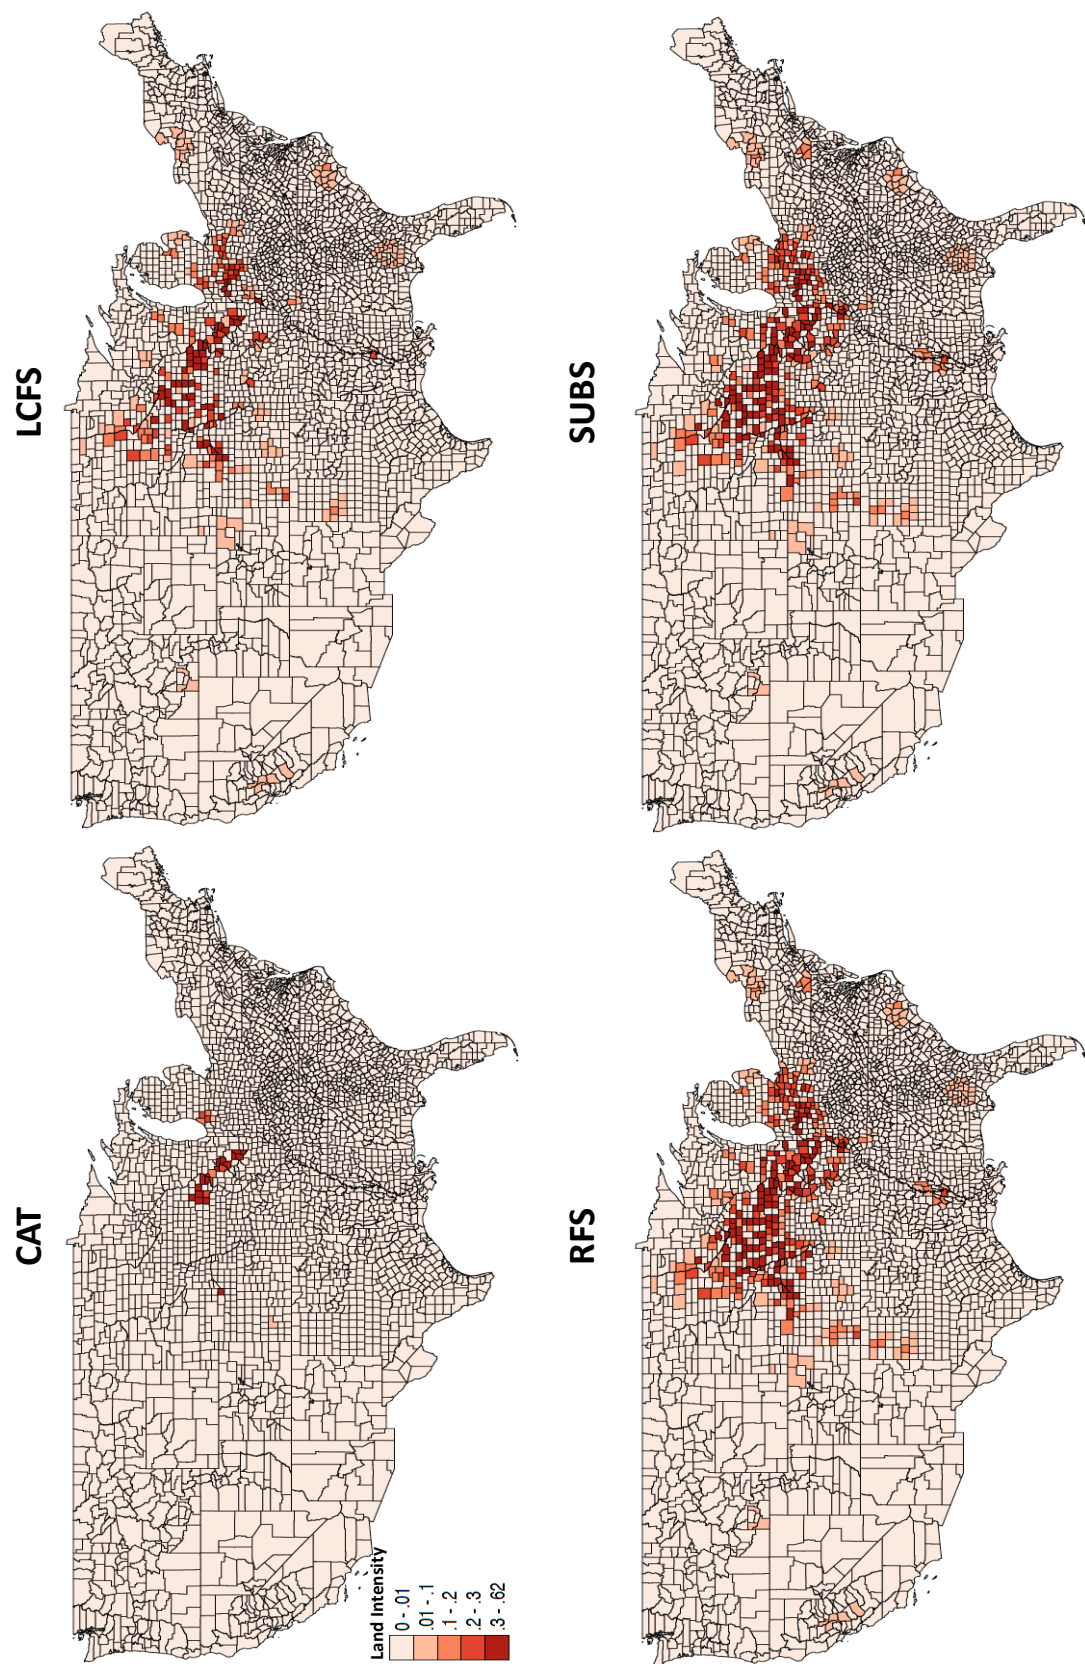 CAT
LCFS
Land Intensity
0 - .01
.01 - .1
.1 - .2
.2 - .3
.3 - .62
RFS
SUBS